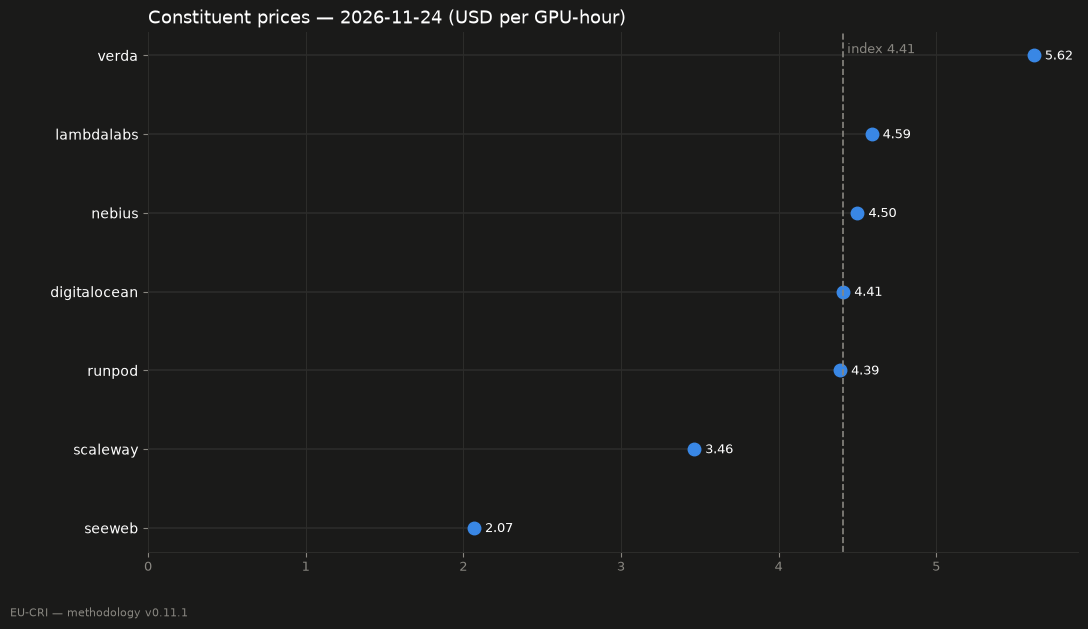 Constituent prices — 2026-11-24 (USD per GPU-hour)
index 4.41
verda 5.62
lambdalabs 4.59
nebius 4.50
digitalocean 4.41
runpod 4.39
scaleway 3.46
seeweb 2.07
0 1 2 3 4 5
EU-CRI — methodology v0.11.1